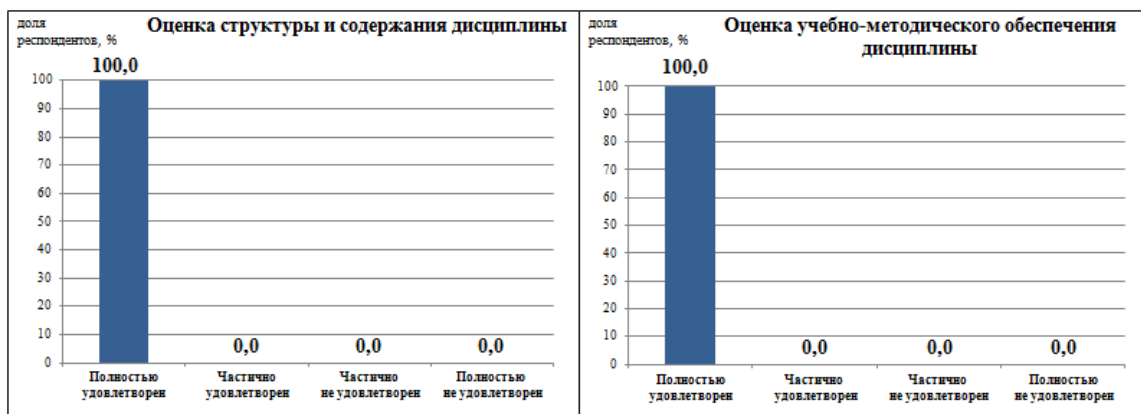 доля
респондентов, %
Оценка структуры и содержания дисциплины
100,0
100
90
80
70
60
50
40
30
20
10
0
0,0
0,0
0,0
Полностью
удовлетворен
Частично
удовлетворен
Частично
не удовлетворен
Полностью
не удовлетворен
доля
респондентов, %
Оценка учебно-методического обеспечения
дисциплины
100,0
100
90
80
70
60
50
40
30
20
10
0
0,0
0,0
0,0
Полностью
удовлетворен
Частично
удовлетворен
Частично
не удовлетворен
Полностью
не удовлетворен